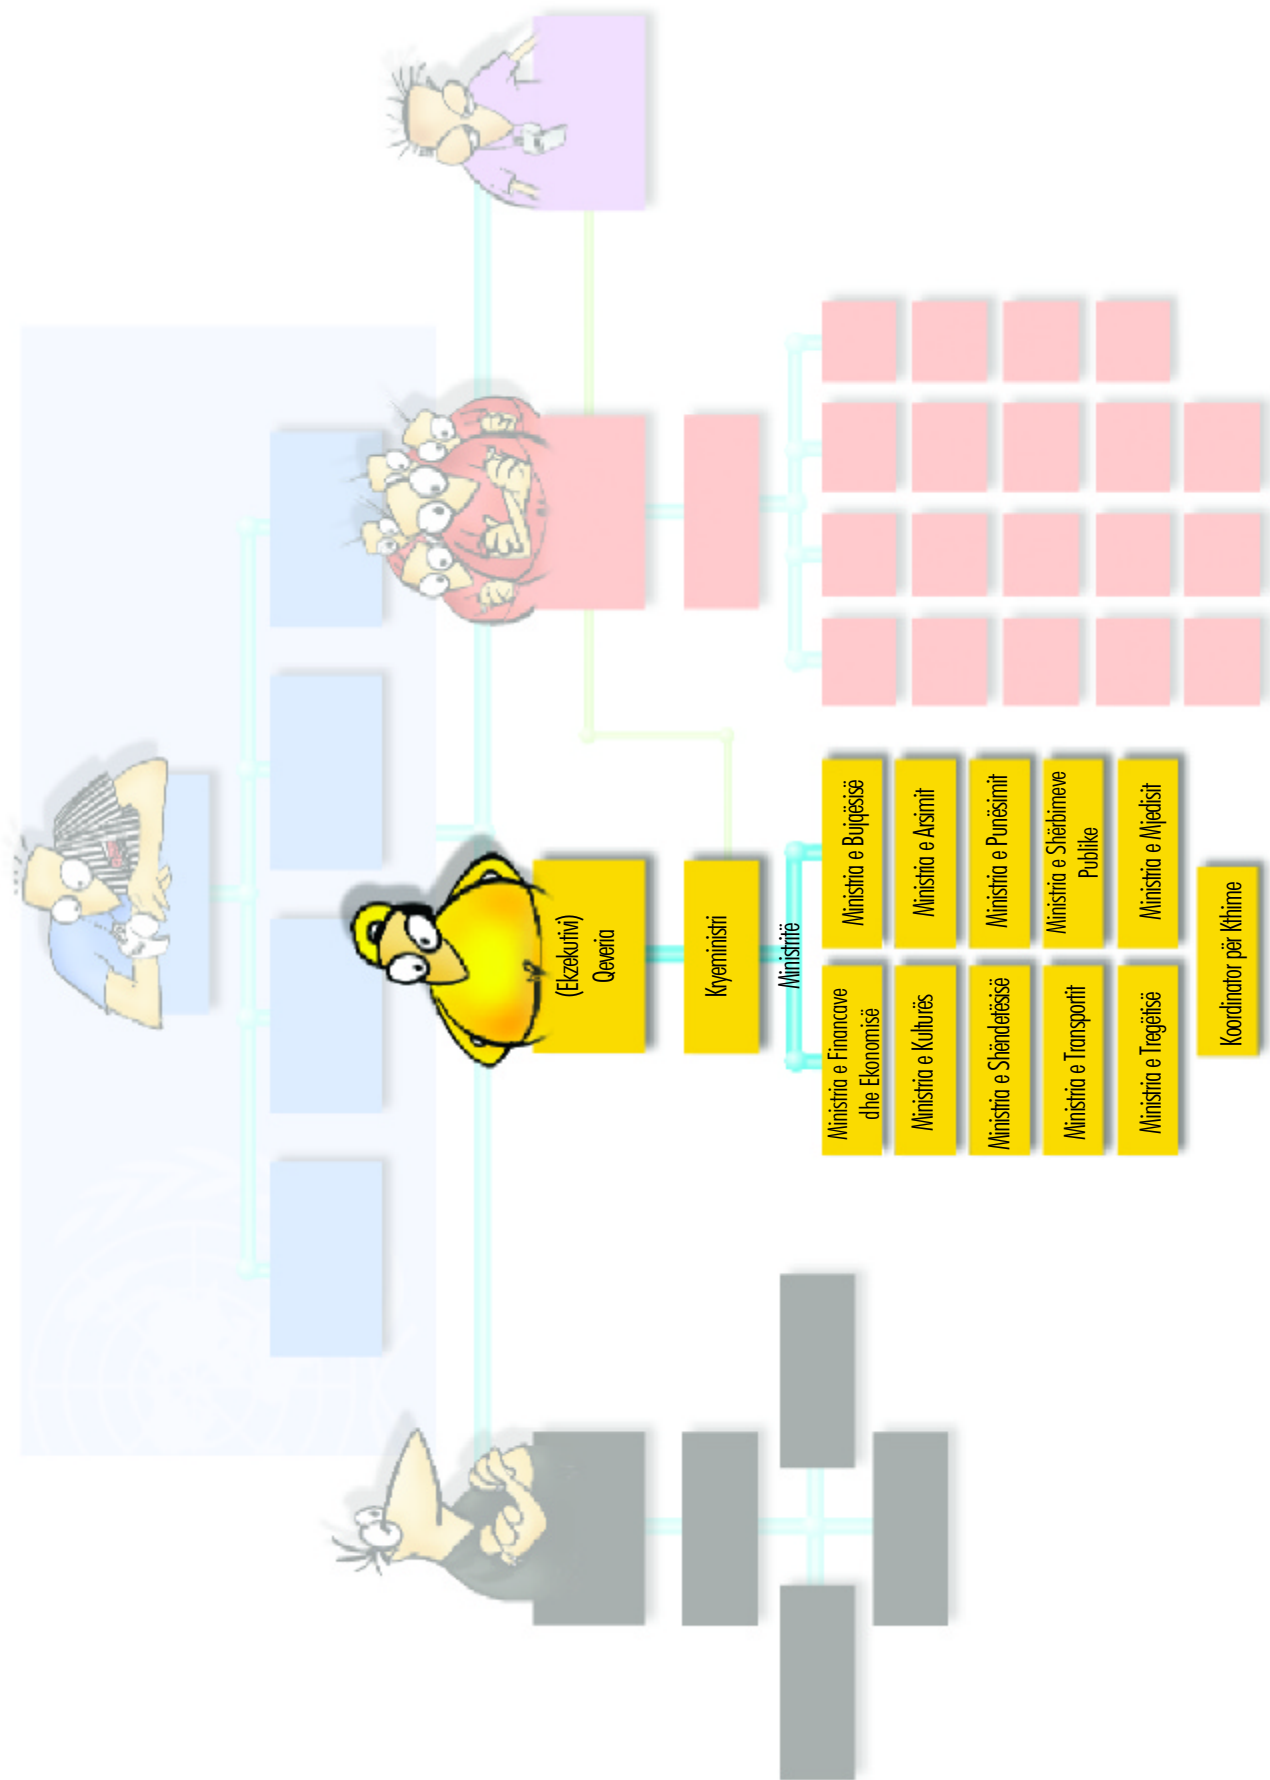 (Ekzekutivi)
Qeveria
Kryeministri
Ministritë
Ministria e Financave
dhe Ekonomisë
Ministria e Kulturës
Ministria e Shëndetësisë
Ministria e Transportit
Ministria e Tregëtisë
Ministria e Bujqësisë
Ministria e Arsimit
Ministria e Punësimit
Ministria e Shërbimeve
Publike
Ministria e Mjedisit
Koordinator për Kthime